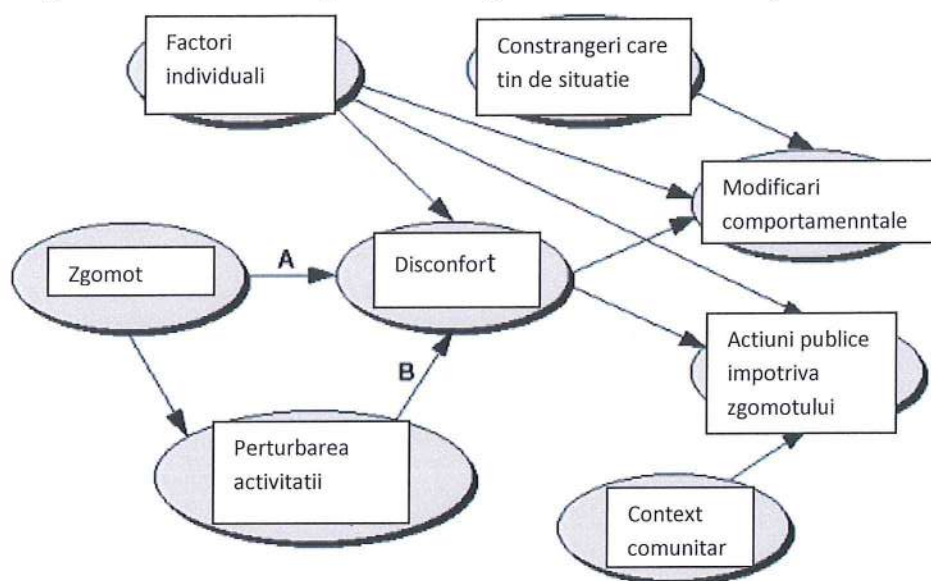 Factori
individuali
Constrangeri care
tin de situatie
Modificari
comportamenntale
Zgomot
A
Disconfort
B
Actiuni publice
impotriva
zgomotului
Perturbarea
activitatii
Context
comunitar